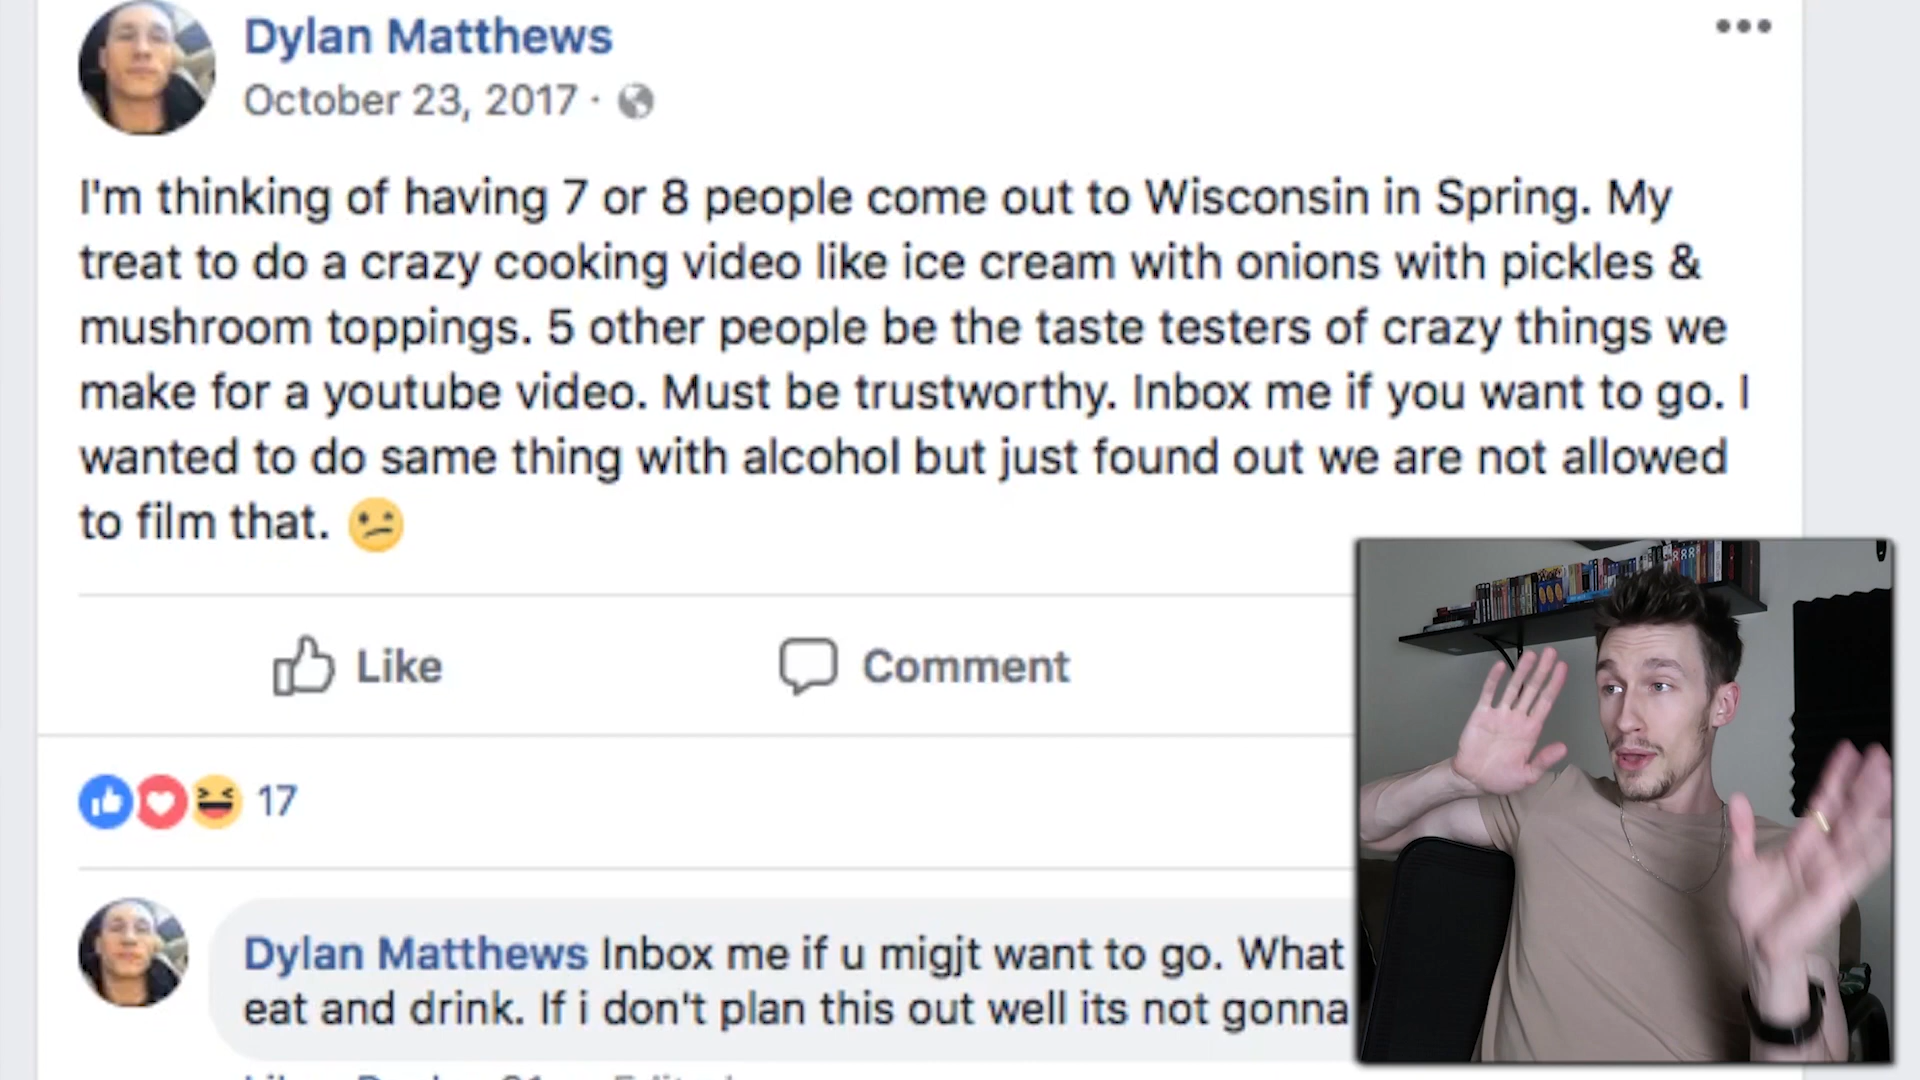 Dylan Matthews
October 23, 2017 ·
I'm thinking of having 7 or 8 people come out to Wisconsin in Spring. My
treat to do a crazy cooking video like ice cream with onions with pickles &
mushroom toppings. 5 other people be the taste testers of crazy things we
make for a youtube video. Must be trustworthy. Inbox me if you want to go. I
wanted to do same thing with alcohol but just found out we are not allowed
to film that. 😕
Like Comment
17
Dylan Matthews Inbox me if u migjt want to go. What
eat and drink. If i don't plan this out well its not gonna